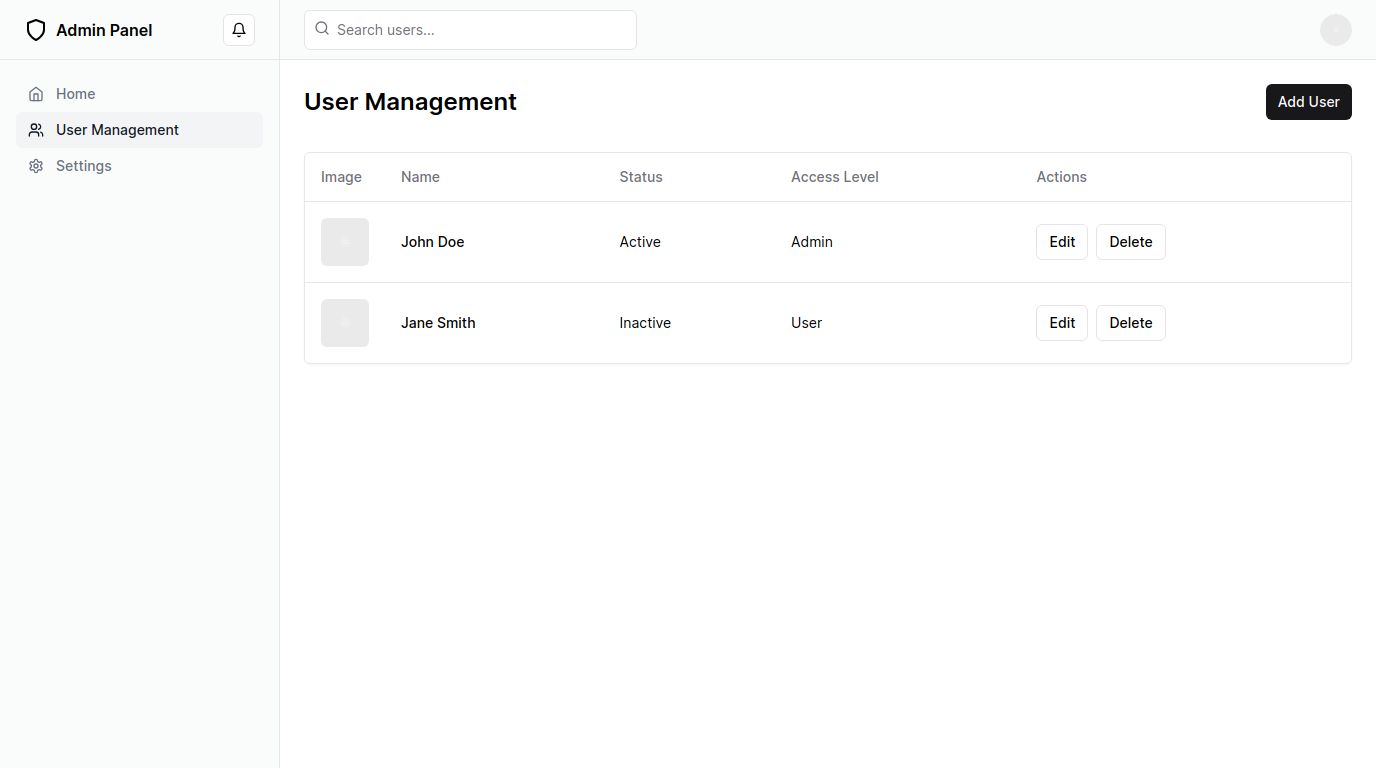 Admin Panel
Search users...
Home
User Management
Settings
User Management
Add User
Image Name Status Access Level Actions
John Doe Active Admin Edit Delete
Jane Smith Inactive User Edit Delete